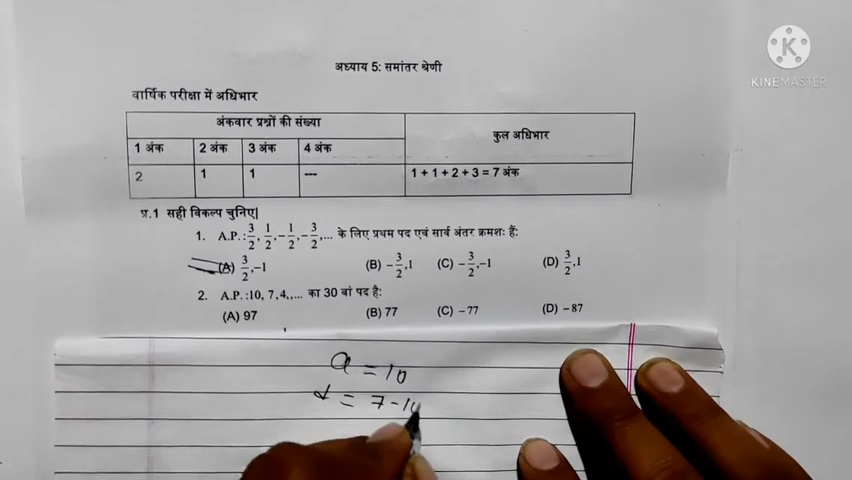 KINEMASTER
अध्याय 5: समांतर श्रेणी
वार्षिक परीक्षा में अधिभार
अंकवार प्रश्नों की संख्या
कुल अधिभार
1 अंक 2 अंक 3 अंक 4 अंक
2 1 1 --- 1 + 1 + 2 + 3 = 7 अंक
प्र.1 सही विकल्प चुनिए|
1. A.P.: 3/2, 1/2, -1/2, -3/2,... के लिए प्रथम पद एवं सार्व अंतर क्रमशः हैं:
(A) 3/2, -1 (B) -3/2, 1 (C) -3/2, -1 (D) 3/2, 1
2. A.P.:10, 7, 4,,... का 30 वां पद है:
(A) 97 (B) 77 (C) -77 (D) -87
a = 10
d = 7-10